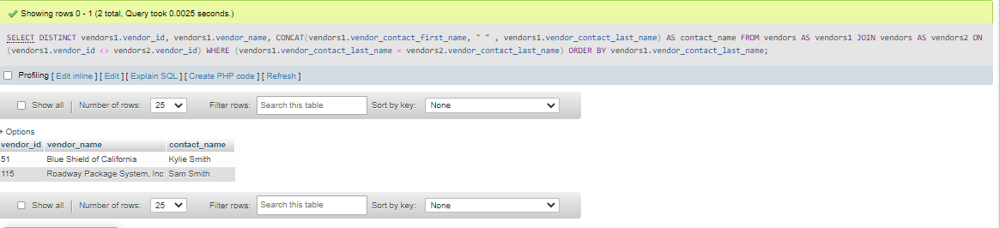 Showing rows 0 - 1 (2 total, Query took 0.0025 seconds.)
SELECT DISTINCT vendors1.vendor_id, vendors1.vendor_name, CONCAT(vendors1.vendor_contact_first_name, " " , vendors1.vendor_contact_last_name) AS contact_name FROM vendors AS vendors1 JOIN vendors AS vendors2 ON
(vendors1.vendor_id <> vendors2.vendor_id) WHERE (vendors1.vendor_contact_last_name = vendors2.vendor_contact_last_name) ORDER BY vendors1.vendor_contact_last_name;
Profiling [ Edit inline ] [ Edit ] [ Explain SQL ] [ Create PHP code ] [ Refresh ]
Show all Number of rows: 25 Filter rows: Search this table Sort by key: None
+ Options
vendor_id vendor_name contact_name
51 Blue Shield of California Kylie Smith
115 Roadway Package System, Inc Sam Smith
Show all Number of rows: 25 Filter rows: Search this table Sort by key: None